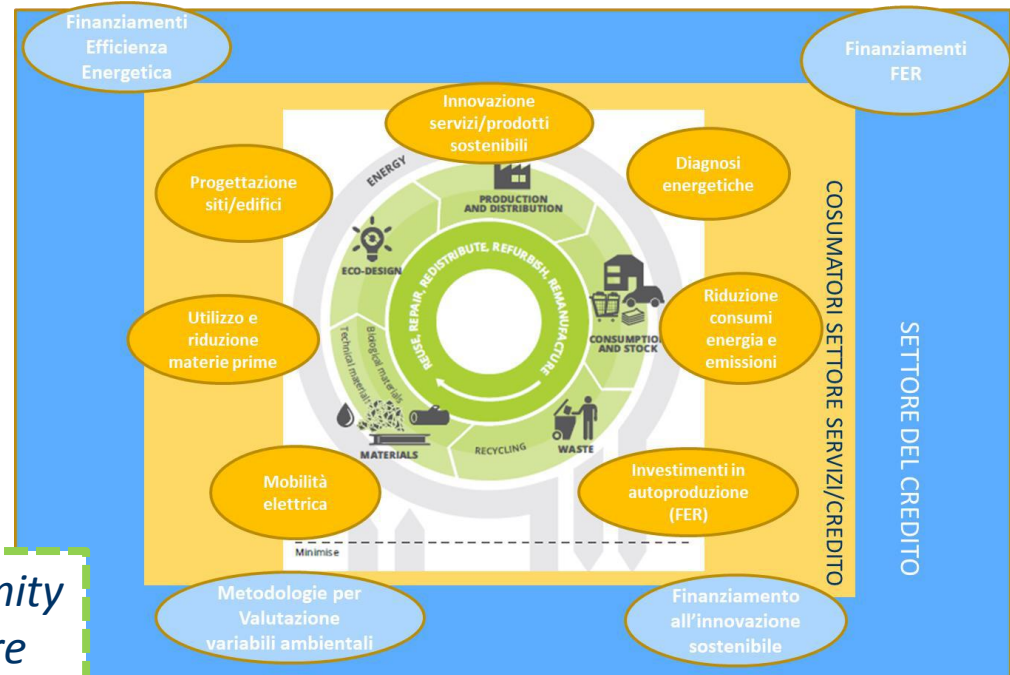 Finanziamenti
Efficienza
Energetica
Finanziamenti
FER
Innovazione
servizi/prodotti
sostenibili
Progettazione
siti/edifici
Diagnosi
energetiche
ENERGY
PRODUCTION
AND DISTRIBUTION
ECO-DESIGN
REUSE, REPAIR, REDISTRIBUTE, REFURBISH, REMANUFACTURE
CONSUMPTION
AND STOCK
Utilizzo e
riduzione
materie prime
Riduzione
consumi
energia e
emissioni
Biological materials
Technical materials
MATERIALS
RECYCLING
WASTE
Mobilità
elettrica
Investimenti in
autoproduzione
(FER)
Minimise
COSUMATORI SETTORE SERVIZI/CREDITO
SETTORE DEL CREDITO
Metodologie per
Valutazione
variabili ambientali
Finanziamento
all'innovazione
sostenibile